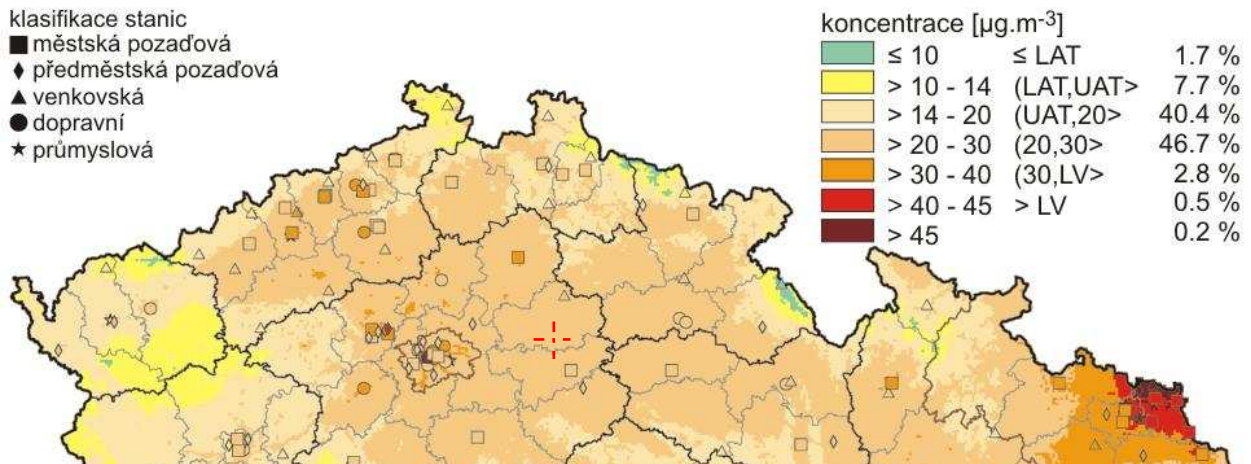 klasifikace stanic
městská pozaďová
předměstská pozaďová
venkovská
dopravní
průmyslová
koncentrace [µg.m-3]
≤ 10 ≤ LAT 1.7 %
> 10 - 14 (LAT,UAT> 7.7 %
> 14 - 20 (UAT,20> 40.4 %
> 20 - 30 (20,30> 46.7 %
> 30 - 40 (30,LV> 2.8 %
> 40 - 45 > LV 0.5 %
> 45 0.2 %